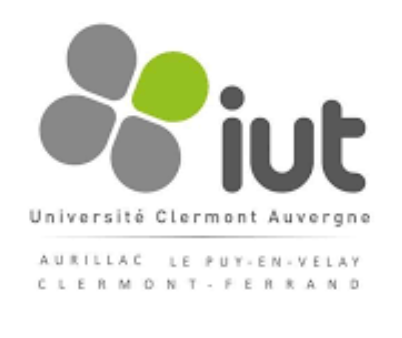 iut
Université Clermont Auvergne
AURILLAC LE PUY-EN-VELAY
CLERMONT-FERRAND